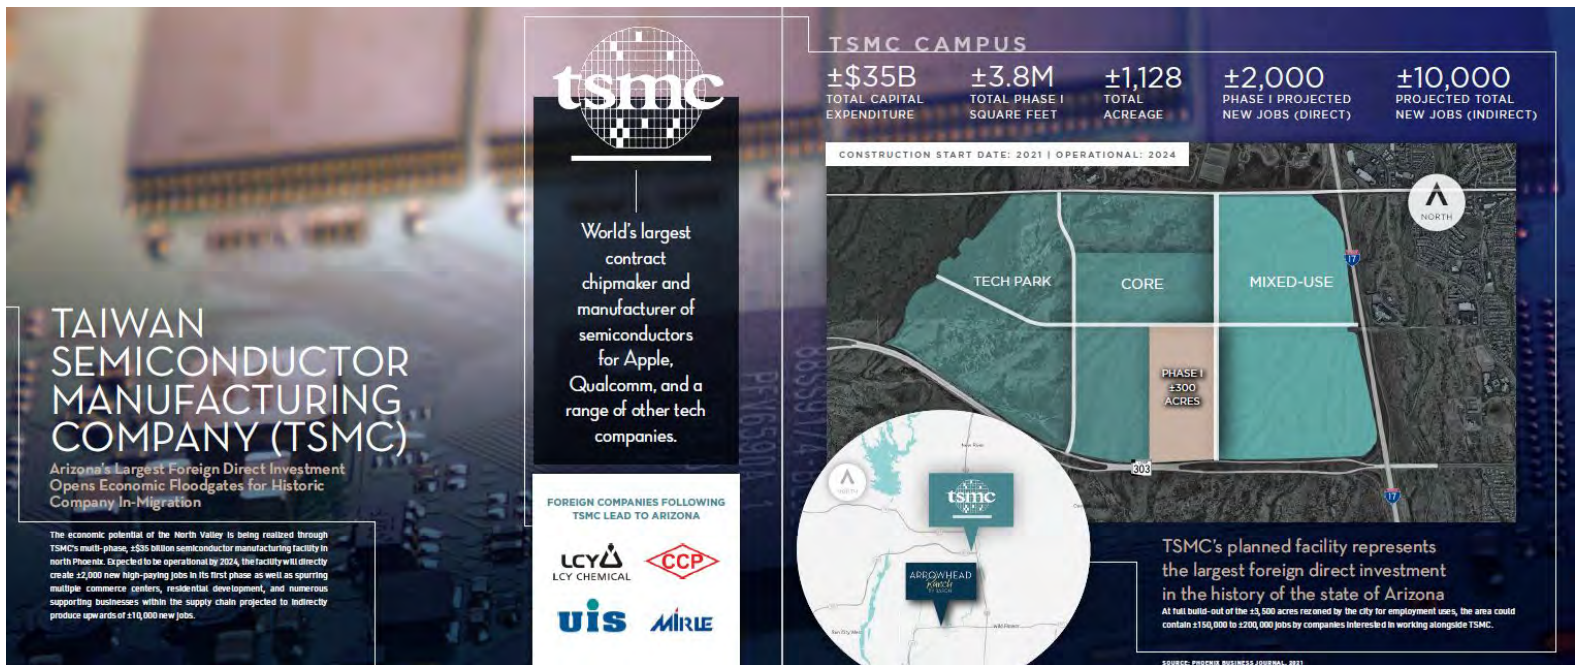 TAIWAN
SEMICONDUCTOR
MANUFACTURING
COMPANY (TSMC)
Arizona's Largest Foreign Direct Investment
Opens Economic Floodgates for Historic
Company In-Migration
The economic potential of the North Valley is being realized through
TSMC's multi-phase, ±$35 billion semiconductor manufacturing facility in
north Phoenix. Expected to be operational by 2024, the facility will directly
create ±2,000 new high-paying jobs in its first phase as well as spurring
multiple commerce centers, residential development, and numerous
supporting businesses within the supply chain projected to indirectly
produce upwards of ±10,000 new jobs.
tsmc
World's largest
contract
chipmaker and
manufacturer of
semiconductors
for Apple,
Qualcomm, and a
range of other tech
companies.
FOREIGN COMPANIES FOLLOWING
TSMC LEAD TO ARIZONA
LCY
LCY CHEMICAL
CCP
UiS
MIRLE
TSMC CAMPUS
±$35B
TOTAL CAPITAL
EXPENDITURE
±3.8M
TOTAL PHASE I
SQUARE FEET
±1,128
TOTAL
ACREAGE
±2,000
PHASE I PROJECTED
NEW JOBS (DIRECT)
±10,000
PROJECTED TOTAL
NEW JOBS (INDIRECT)
CONSTRUCTION START DATE: 2021 | OPERATIONAL: 2024
NORTH
17
TECH PARK
CORE
MIXED-USE
PHASE I
±300
ACRES
303
17
NORTH
New River
tsmc
ARROWHEAD
Ranch
Sun City West
TSMC's planned facility represents
the largest foreign direct investment
in the history of the state of Arizona
At full build-out of the ±3,500 acres rezoned by the city for employment uses, the area could
contain ±150,000 to ±200,000 jobs by companies interested in working alongside TSMC.
SOURCE: PHOENIX BUSINESS JOURNAL, 2021